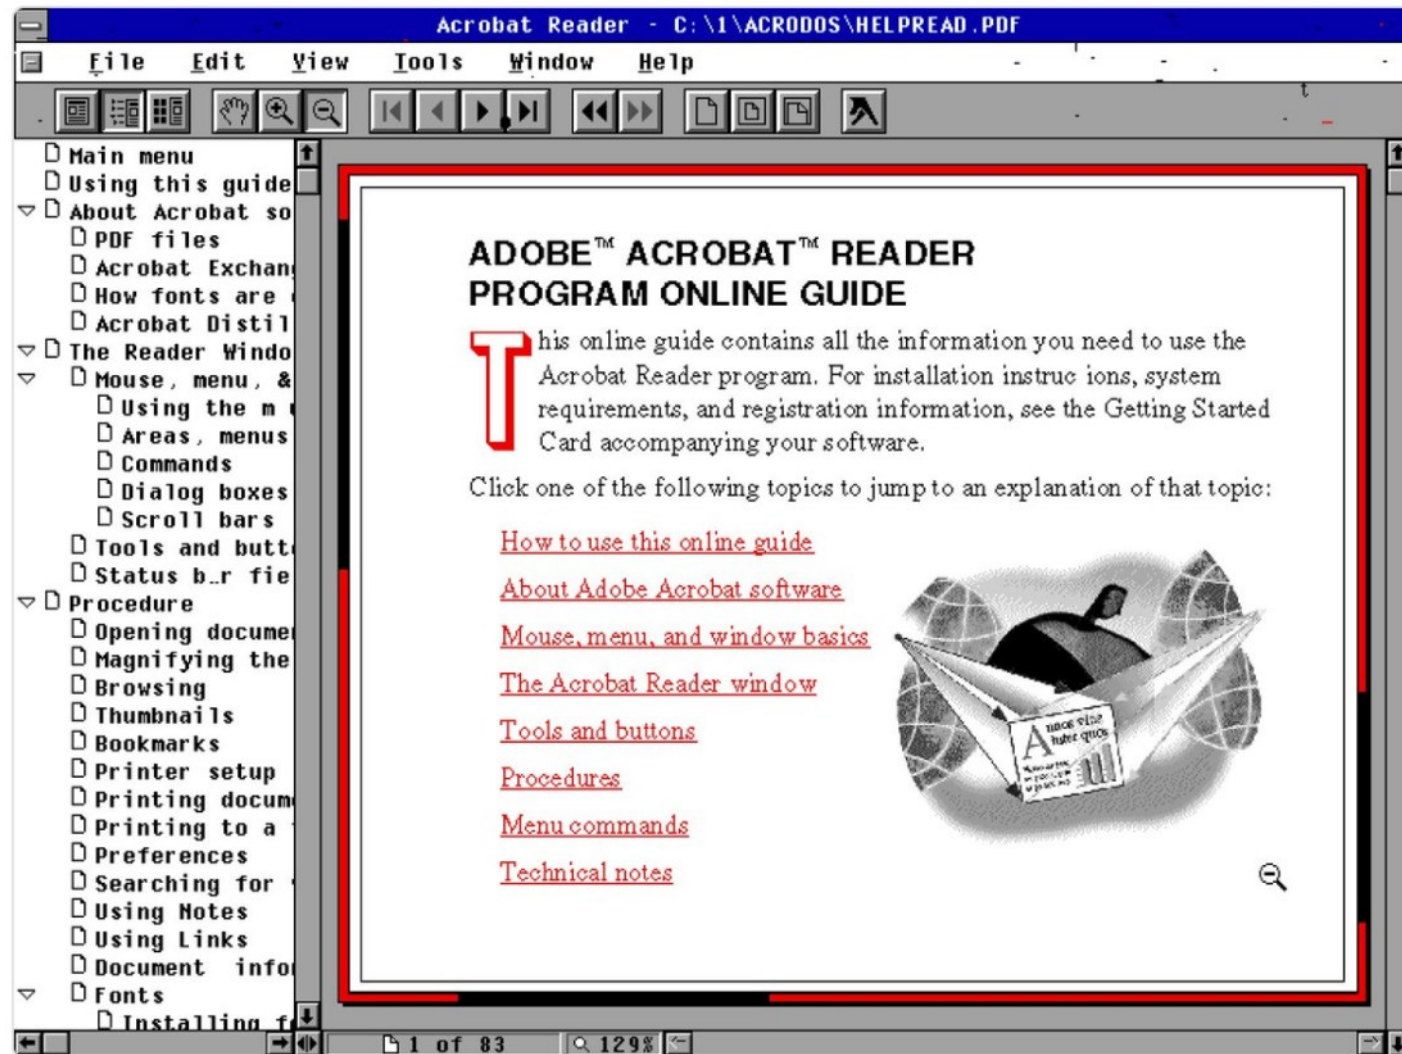 Acrobat Reader - C:\1\ACRODOS\HELPREAD.PDF
File Edit View Tools Window Help
Main menu
Using this guide
About Acrobat so
PDF files
Acrobat Exchan
How fonts are
Acrobat Distil
The Reader Windo
Mouse, menu, &
Using the m u
Areas, menus
Commands
Dialog boxes
Scroll bars
Tools and butt
Status b_r fie
Procedure
Opening docume
Magnifying the
Browsing
Thumbnails
Bookmarks
Printer setup
Printing docum
Printing to a
Preferences
Searching for
Using Notes
Using Links
Document info
Fonts
Installing f
ADOBE™ ACROBAT™ READER
PROGRAM ONLINE GUIDE
This online guide contains all the information you need to use the
Acrobat Reader program. For installation instruc ions, system
requirements, and registration information, see the Getting Started
Card accompanying your software.
Click one of the following topics to jump to an explanation of that topic:
How to use this online guide
About Adobe Acrobat software
Mouse, menu, and window basics
The Acrobat Reader window
Tools and buttons
Procedures
Menu commands
Technical notes
1 of 83 129%